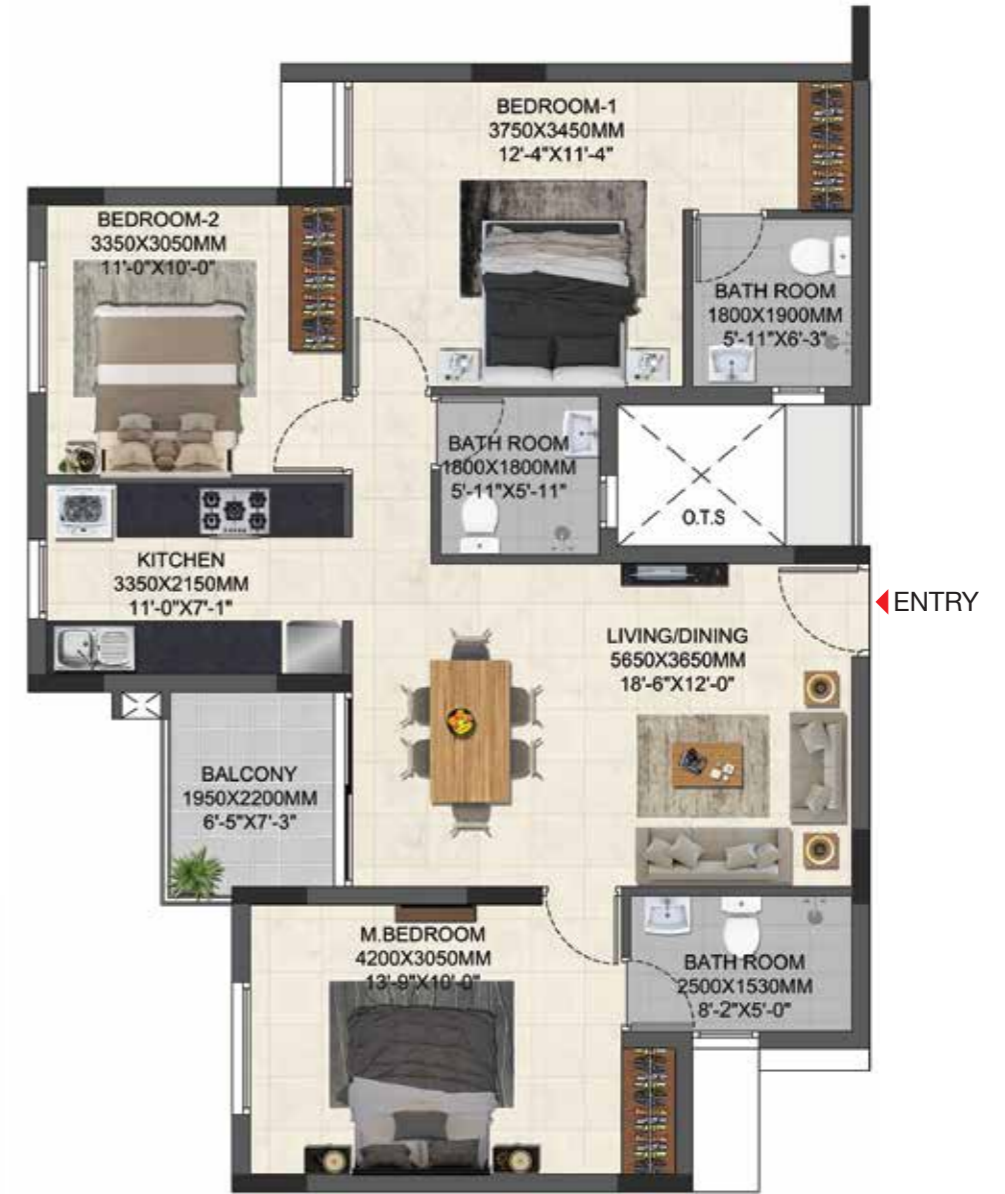 BEDROOM-1
3750X3450MM
12'-4"X11'-4"
BEDROOM-2
3350X3050MM
11'-0"X10'-0"
BATH ROOM
1800X1900MM
5'-11"X6'-3"
BATH ROOM
1800X1800MM
5'-11"X5'-11"
O.T.S
KITCHEN
3350X2150MM
11'-0"X7'-1"
ENTRY
LIVING/DINING
5650X3650MM
18'-6"X12'-0"
BALCONY
1950X2200MM
6'-5"X7'-3"
M.BEDROOM
4200X3050MM
13'-9"X10'-0"
BATH ROOM
2500X1530MM
8'-2"X5'-0"